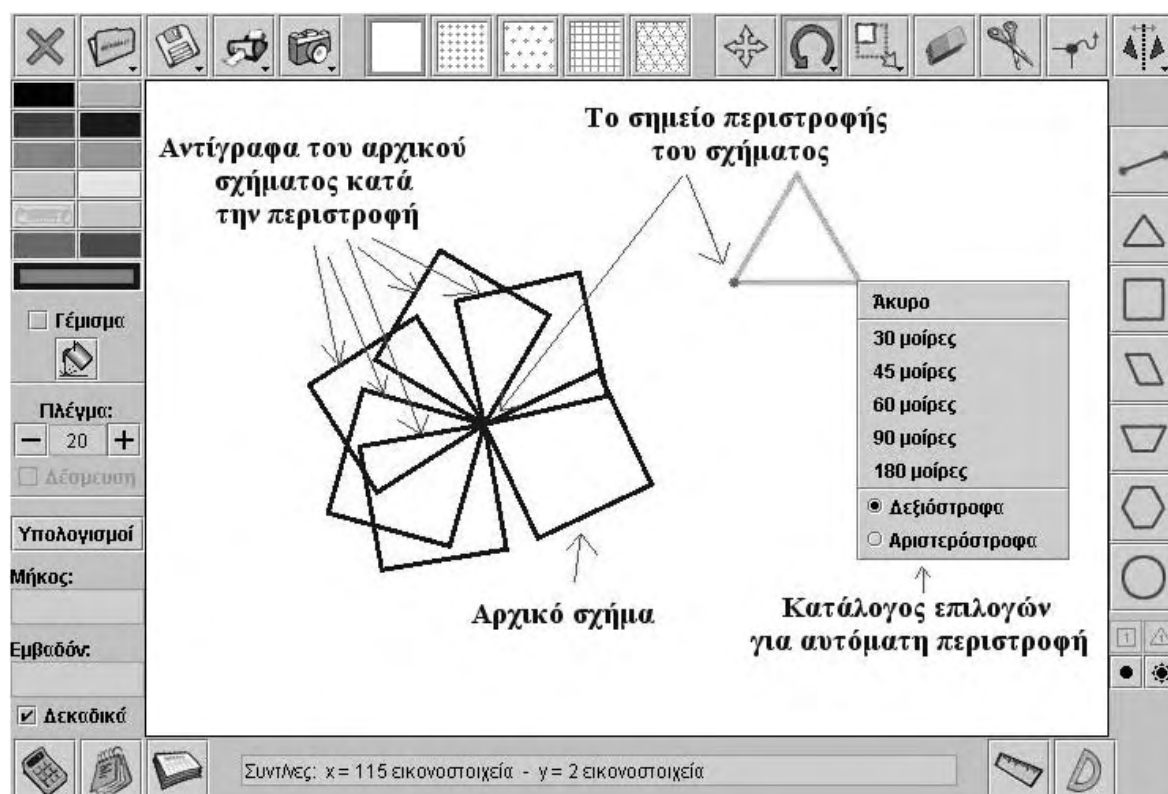 Το σημείο περιστροφής
του σχήματος
Αντίγραφα του αρχικού
σχήματος κατά
την περιστροφή
Γέμισμα
Πλέγμα:
20
Δέσμευση
Υπολογισμοί
Μήκος:
Εμβαδόν:
Δεκαδικά
Άκυρο
30 μοίρες
45 μοίρες
60 μοίρες
90 μοίρες
180 μοίρες
Δεξιόστροφα
Αριστερόστροφα
Αρχικό σχήμα
Κατάλογος επιλογών
για αυτόματη περιστροφή
1
Συντ/νες: x = 115 εικονοστοιχεία - y = 2 εικονοστοιχεία